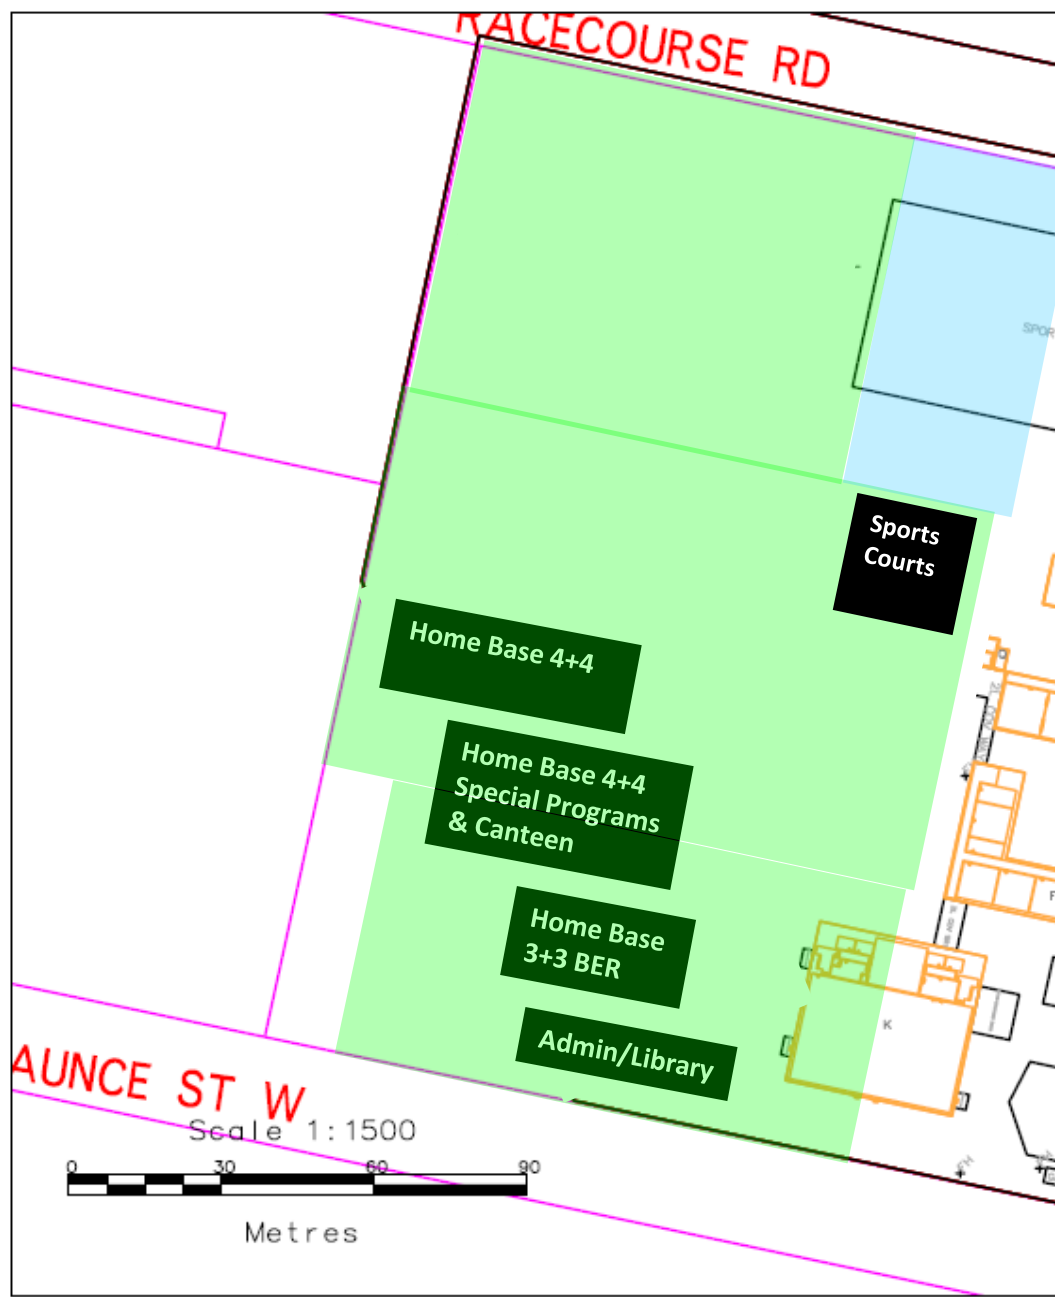 RACECOURSE RD
SPOR
Sports
Courts
Home Base 4+4
Home Base 4+4
Special Programs
& Canteen
Home Base
3+3 BER
Admin/Library
K
AUNCE ST W
Scale 1:1500
0 30 60 90
Metres